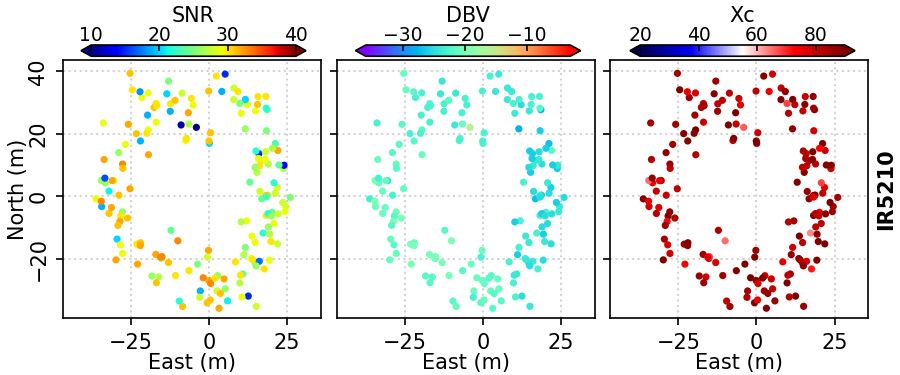 SNR DBV Xc
10 20 30 40 −30 −20 −10 20 40 60 80
40
20
0
−20
North (m)
IR5210
−25 0 25 −25 0 25 −25 0 25
East (m) East (m) East (m)